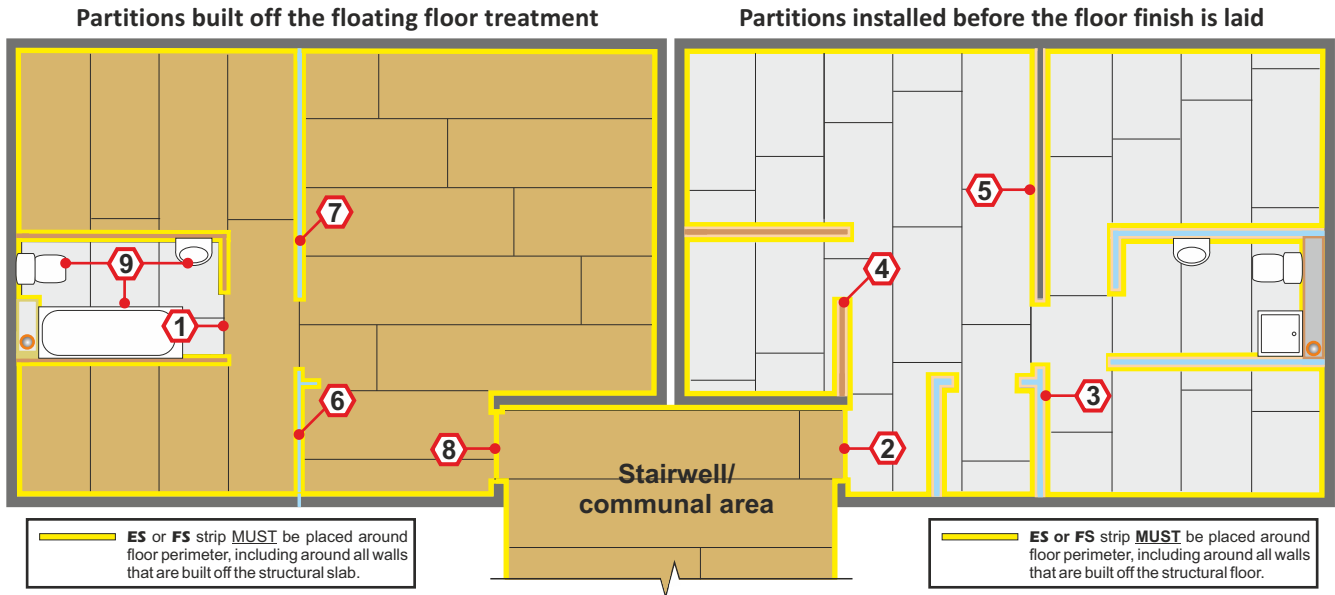 Partitions built off the floating floor treatment
Partitions installed before the floor finish is laid
7
5
9
4
1
6
3
8
2
Stairwell/
communal area
ES or FS strip MUST be placed around
floor perimeter, including around all walls
that are built off the structural slab.
ES or FS strip MUST be placed around
floor perimeter, including around all walls
that are built off the structural floor.